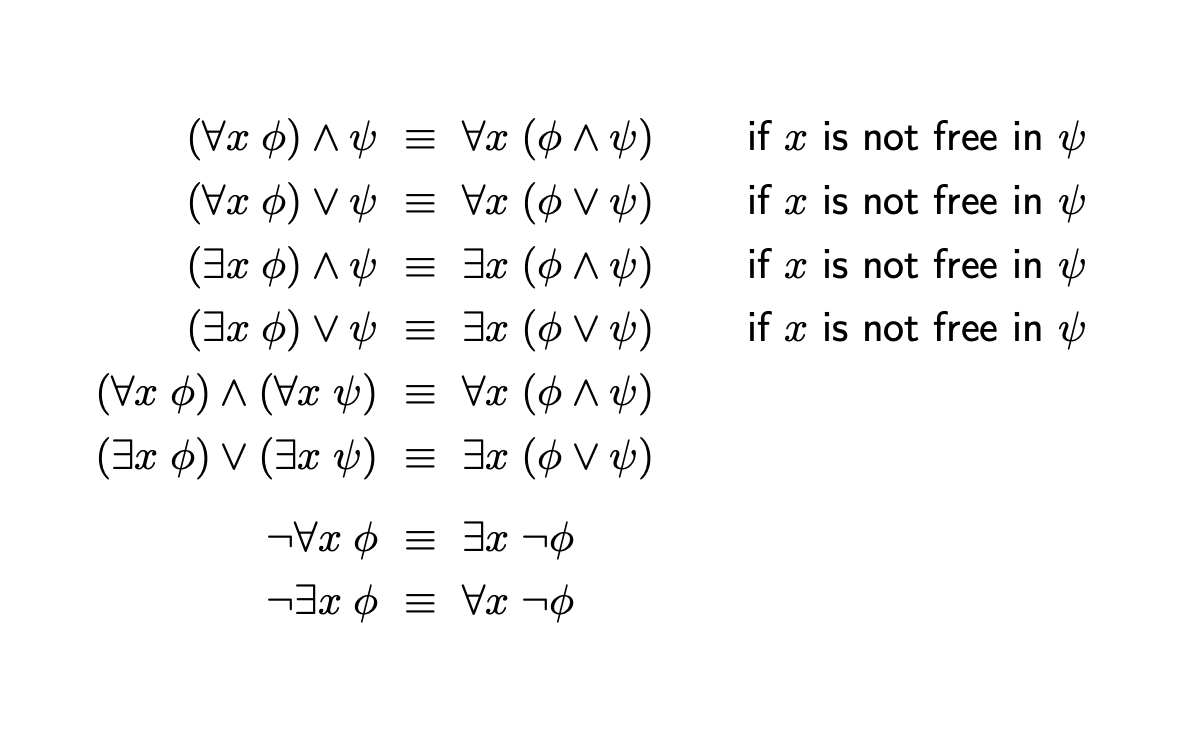 (∀x ϕ) ∧ ψ ≡ ∀x (ϕ ∧ ψ) if x is not free in ψ
(∀x ϕ) ∨ ψ ≡ ∀x (ϕ ∨ ψ) if x is not free in ψ
(∃x ϕ) ∧ ψ ≡ ∃x (ϕ ∧ ψ) if x is not free in ψ
(∃x ϕ) ∨ ψ ≡ ∃x (ϕ ∨ ψ) if x is not free in ψ
(∀x ϕ) ∧ (∀x ψ) ≡ ∀x (ϕ ∧ ψ)
(∃x ϕ) ∨ (∃x ψ) ≡ ∃x (ϕ ∨ ψ)
¬∀x ϕ ≡ ∃x ¬ϕ
¬∃x ϕ ≡ ∀x ¬ϕ